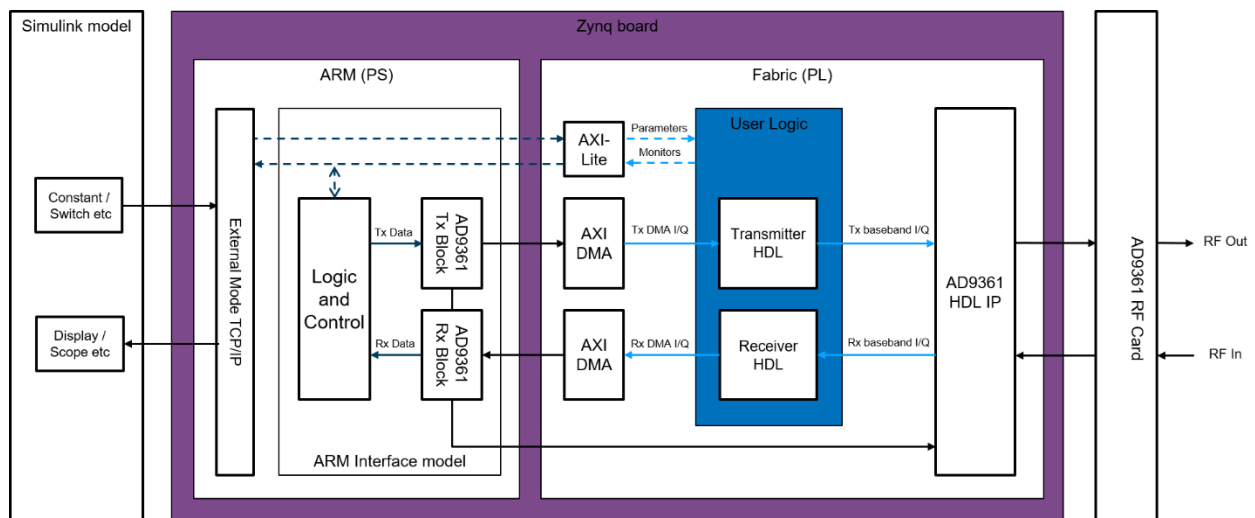 Simulink model
Zynq board
ARM (PS)
Fabric (PL)
External Mode TCP/IP
AXI-
Lite
Parameters
Monitors
User Logic
Constant /
Switch etc
Display /
Scope etc
Logic
and
Control
Tx Data
Rx Data
AD9361
Tx Block
AD9361
Rx Block
ARM Interface model
AXI
DMA
Tx DMA I/Q
Transmitter
HDL
Tx baseband I/Q
AXI
DMA
Rx DMA I/Q
Receiver
HDL
Rx baseband I/Q
AD9361
HDL IP
AD9361 RF Card
RF Out
RF In